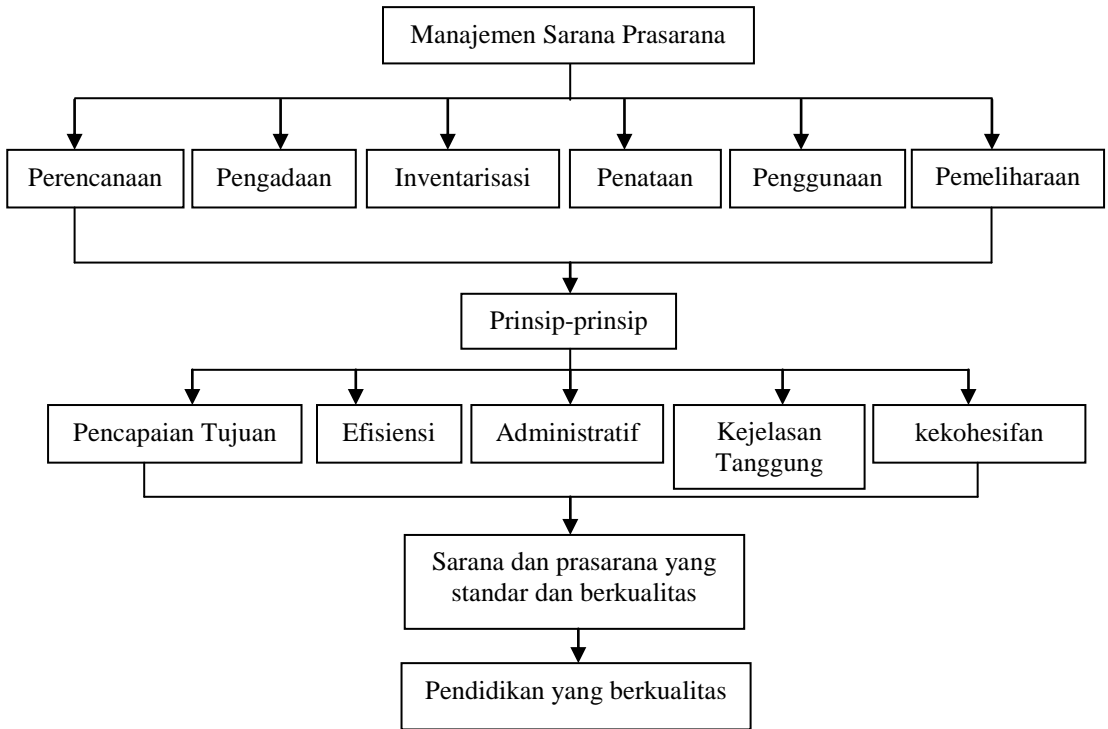 Manajemen Sarana Prasarana
Perencanaan
Pengadaan
Inventarisasi
Penataan
Penggunaan
Pemeliharaan
Prinsip-prinsip
Pencapaian Tujuan
Efisiensi
Administratif
Kejelasan
Tanggung
kekohesifan
Sarana dan prasarana yang
standar dan berkualitas
Pendidikan yang berkualitas